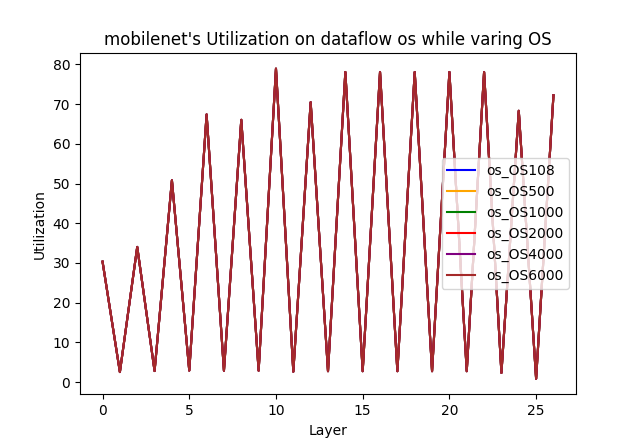 mobilenet's Utilization on dataflow os while varing OS
80
70
60
50
40
30
20
10
0
Utilization
os_OS108
os_OS500
os_OS1000
os_OS2000
os_OS4000
os_OS6000
0 5 10 15 20 25
Layer